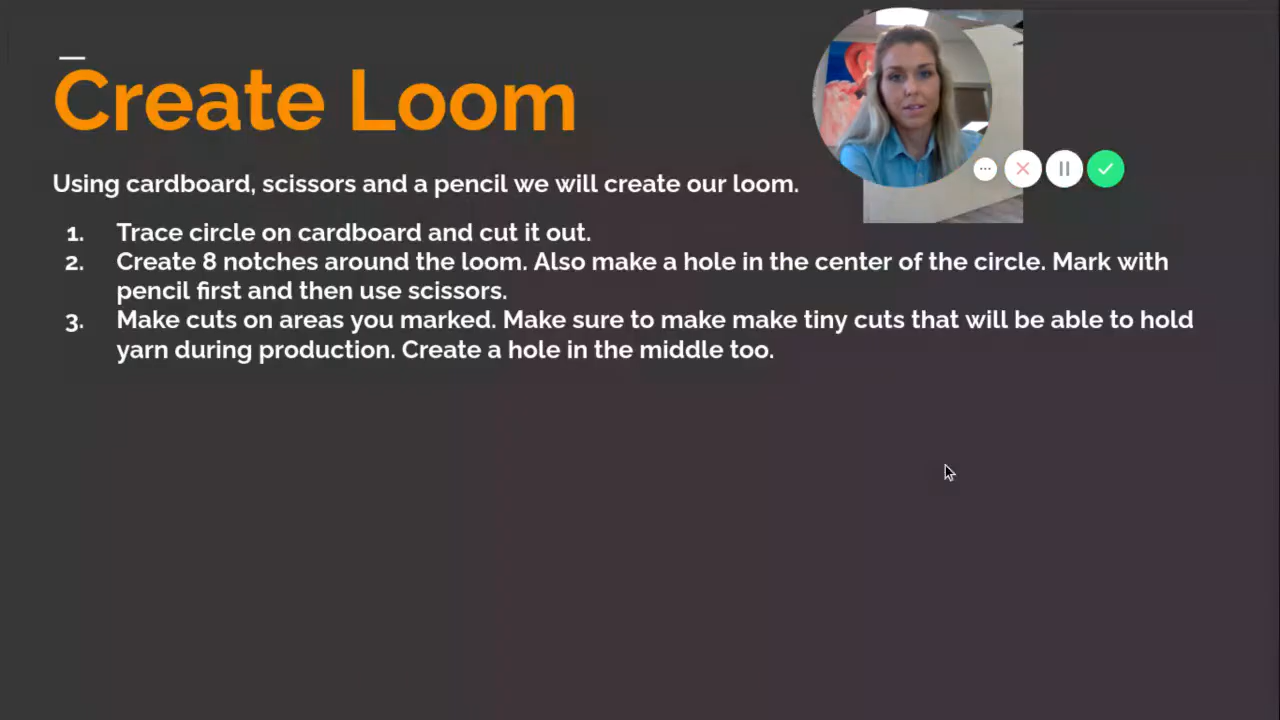 Create Loom
Using cardboard, scissors and a pencil we will create our loom.
1. Trace circle on cardboard and cut it out.
2. Create 8 notches around the loom. Also make a hole in the center of the circle. Mark with
pencil first and then use scissors.
3. Make cuts on areas you marked. Make sure to make make tiny cuts that will be able to hold
yarn during production. Create a hole in the middle too.